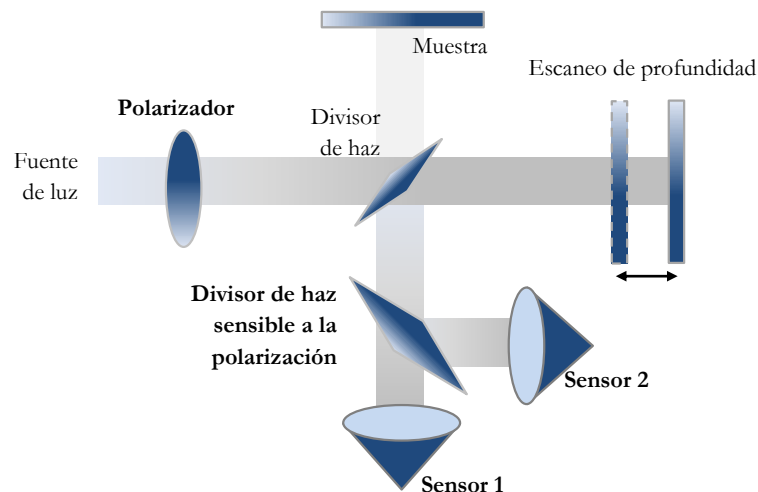 Muestra
Escaneo de profundidad
Polarizador
Divisor
de haz
Fuente
de luz
Divisor de haz
sensible a la
polarización
Sensor 2
Sensor 1